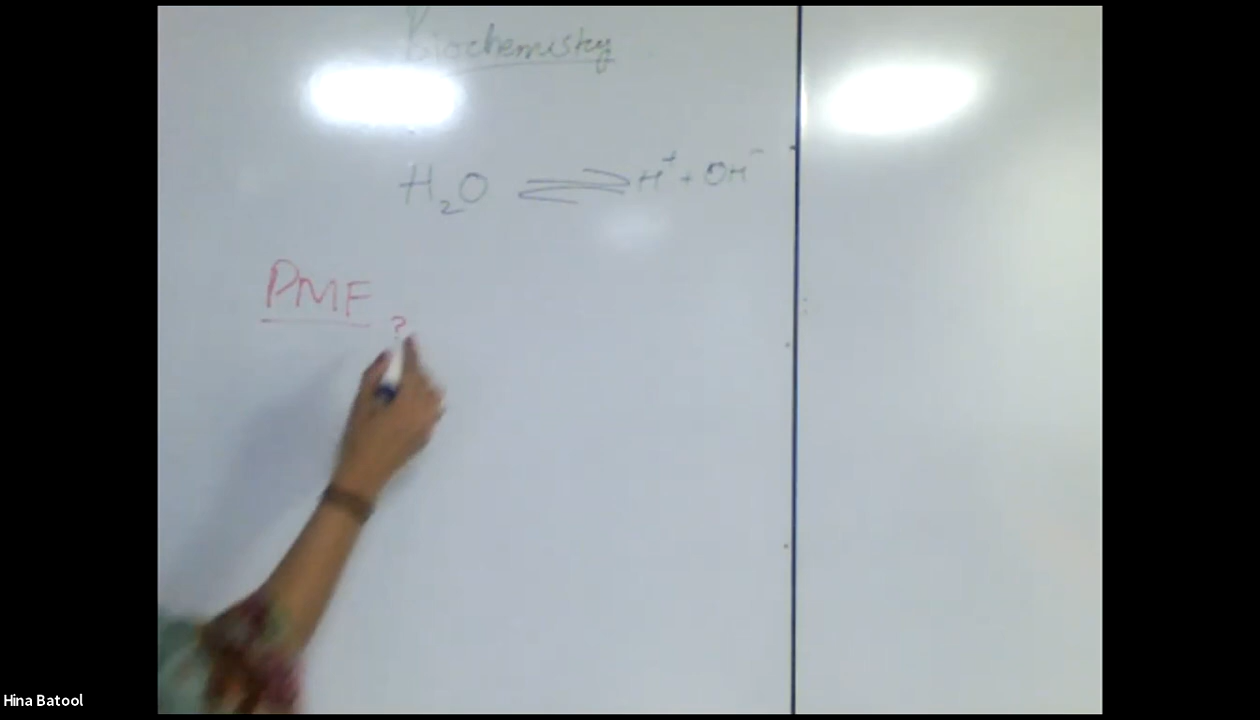 Biochemistry
H₂O ⇌ H⁺ + OH⁻
PMF ?
Hina Batool